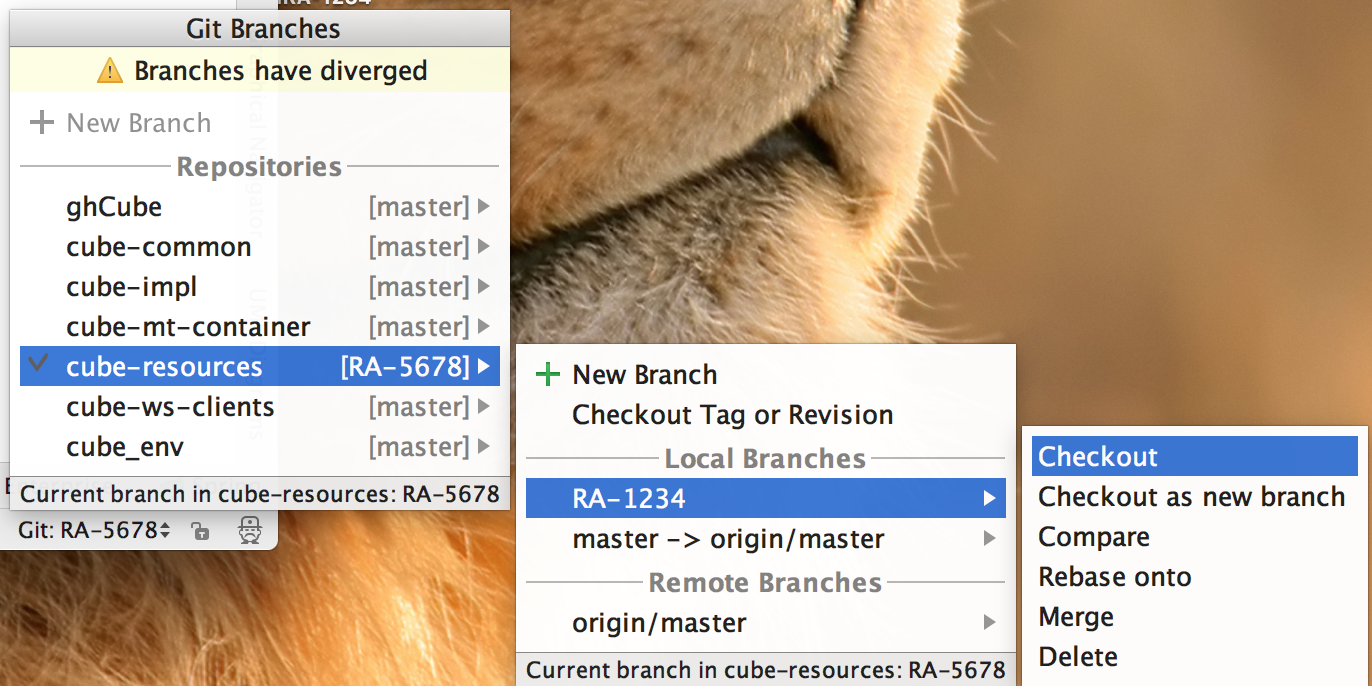 RA-1234
Git Branches
Branches have diverged
New Branch
Repositories
ghCube [master]
cube-common [master]
cube-impl [master]
cube-mt-container [master]
cube-resources [RA-5678]
cube-ws-clients [master]
cube_env [master]
Current branch in cube-resources: RA-5678
Git: RA-5678
New Branch
Checkout Tag or Revision
Local Branches
RA-1234
master -> origin/master
Remote Branches
origin/master
Current branch in cube-resources: RA-5678
Checkout
Checkout as new branch
Compare
Rebase onto
Merge
Delete